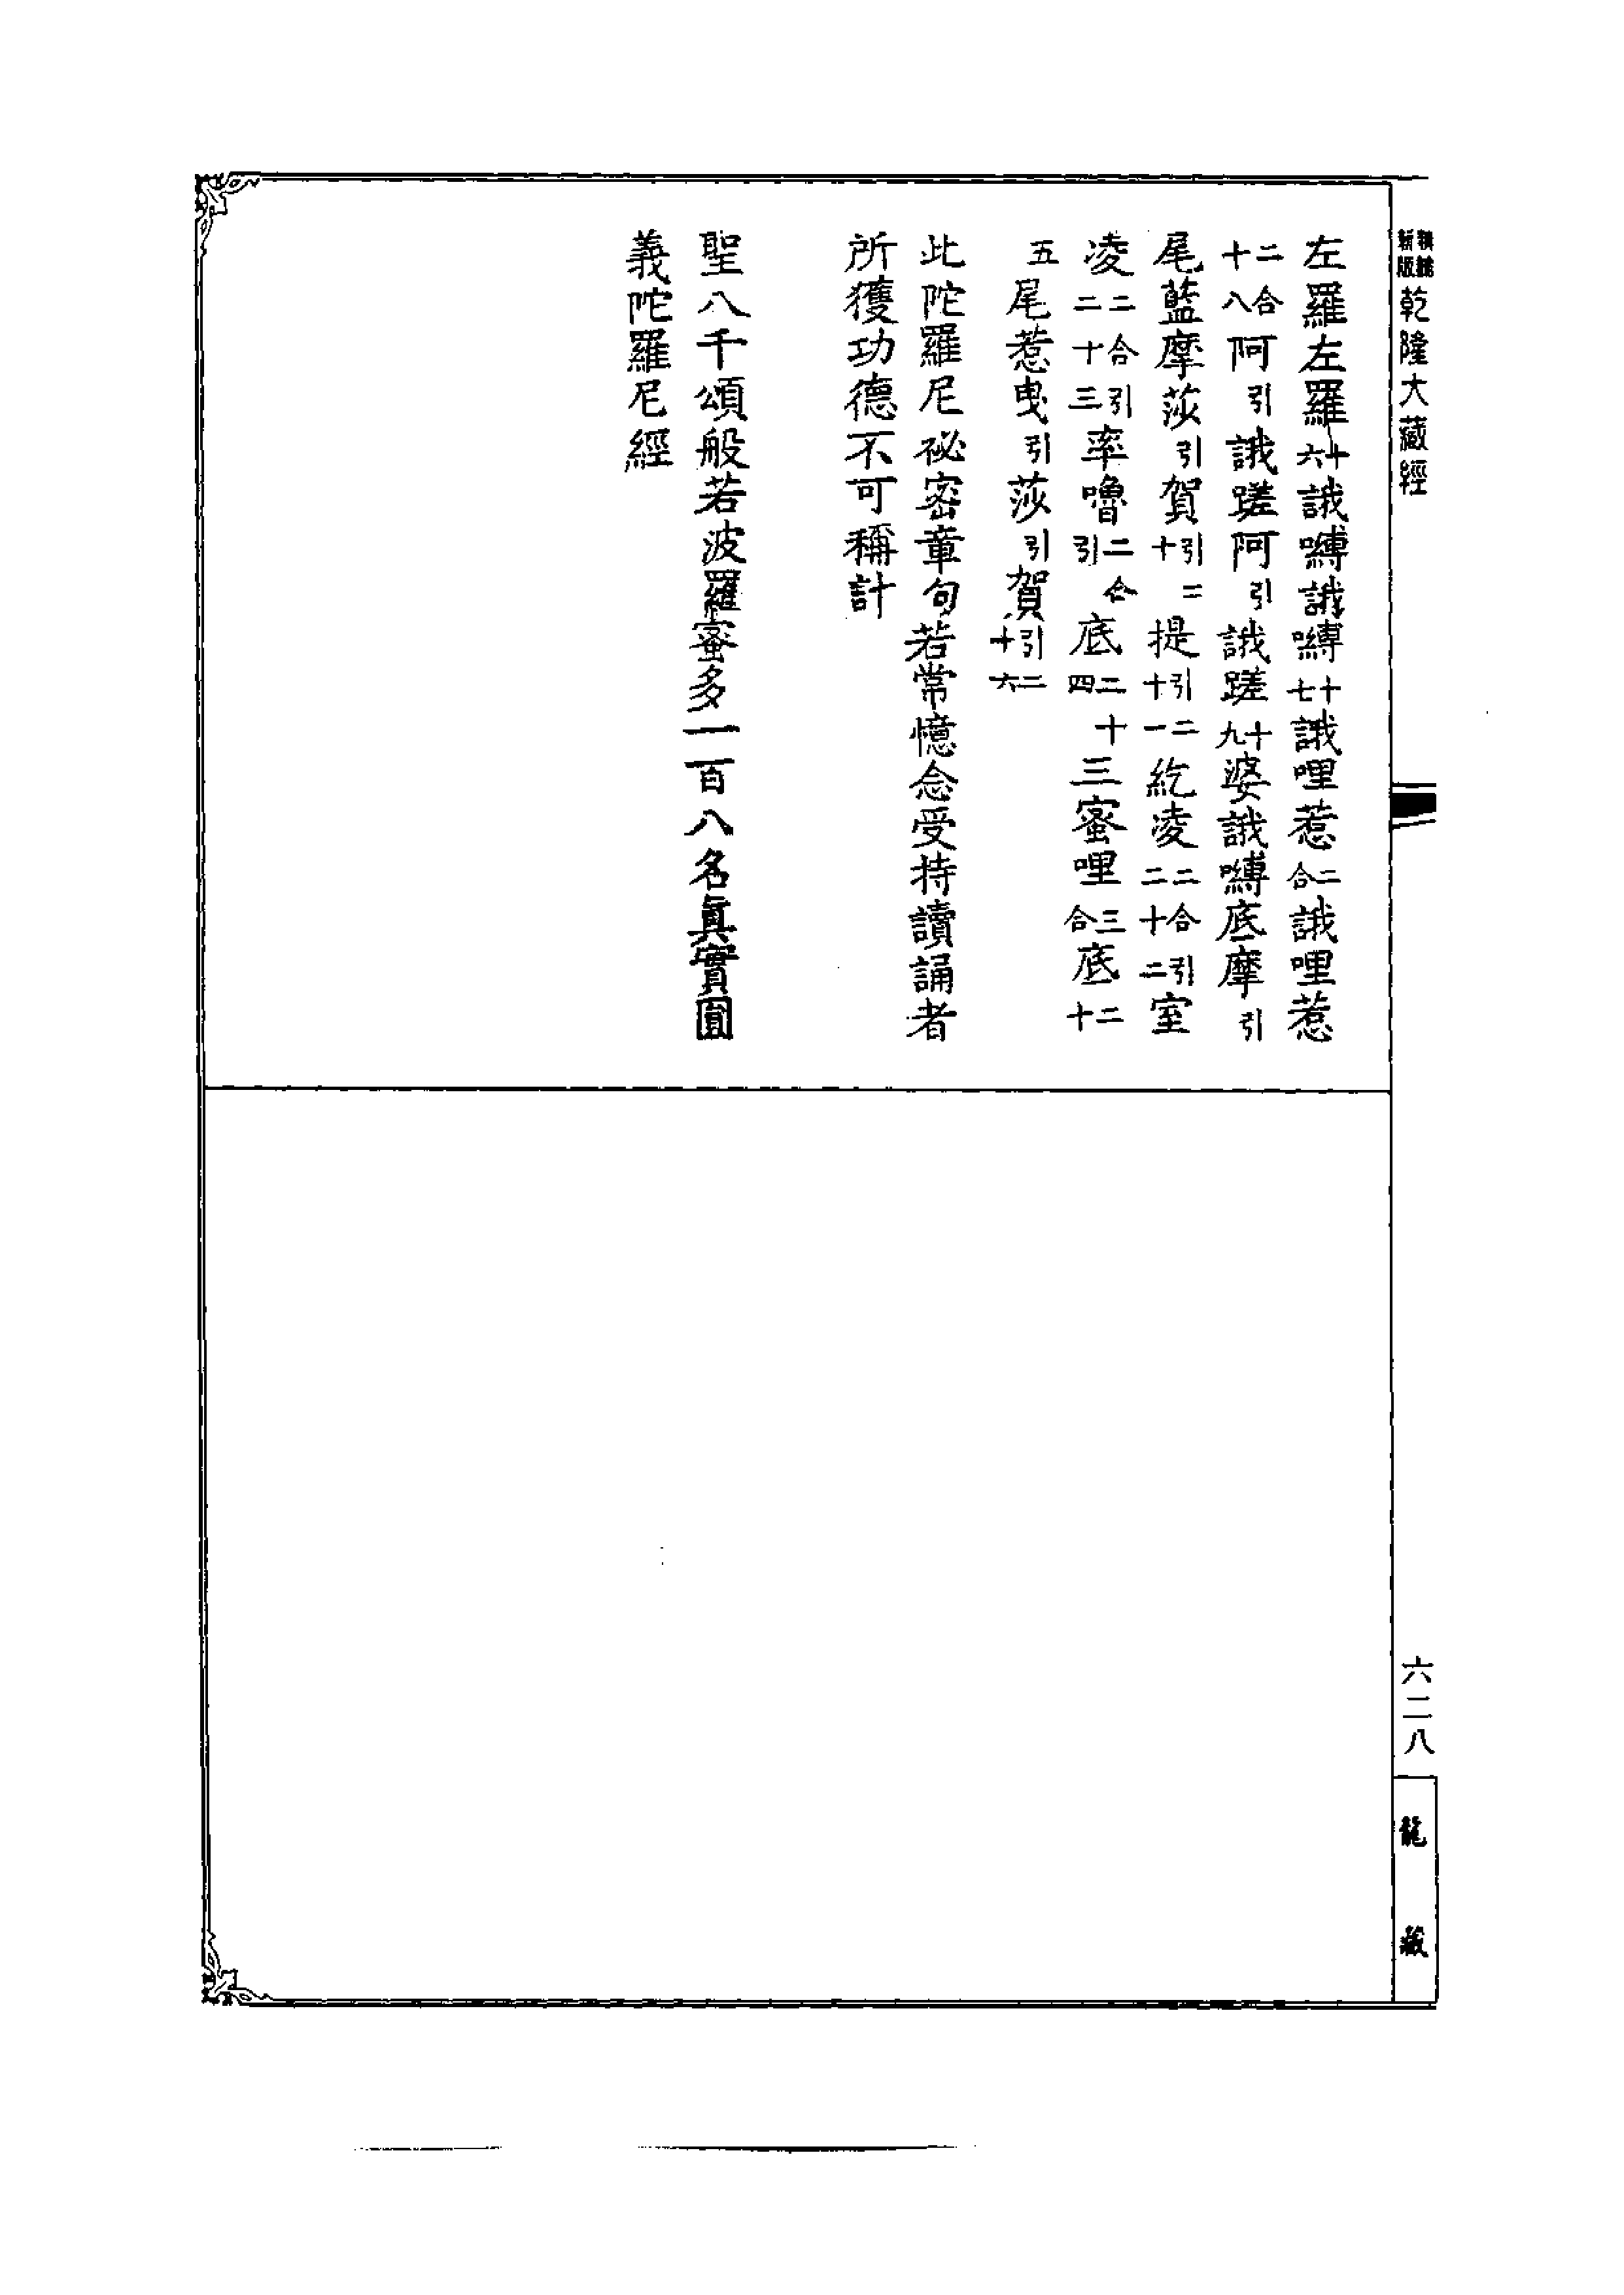 新版乾隆大藏經
左羅左羅十六誐嚩誐嚩十七誐哩惹二合誐哩惹
二合十八阿引誐蹉阿引誐蹉十九婆誐嚩底摩引
尾藍摩莎引賀引二十提引二十一紇凌二合引二十二室
凌二合引二十三率嚕二合引底二十四三蜜哩三合底二十
五尾惹曳引莎引賀引二十六
此陀羅尼祕密章句若常憶念受持讀誦者
所獲功德不可稱計
聖八千頌般若波羅蜜多一百八名真實圓
義陀羅尼經
六二八
龍藏